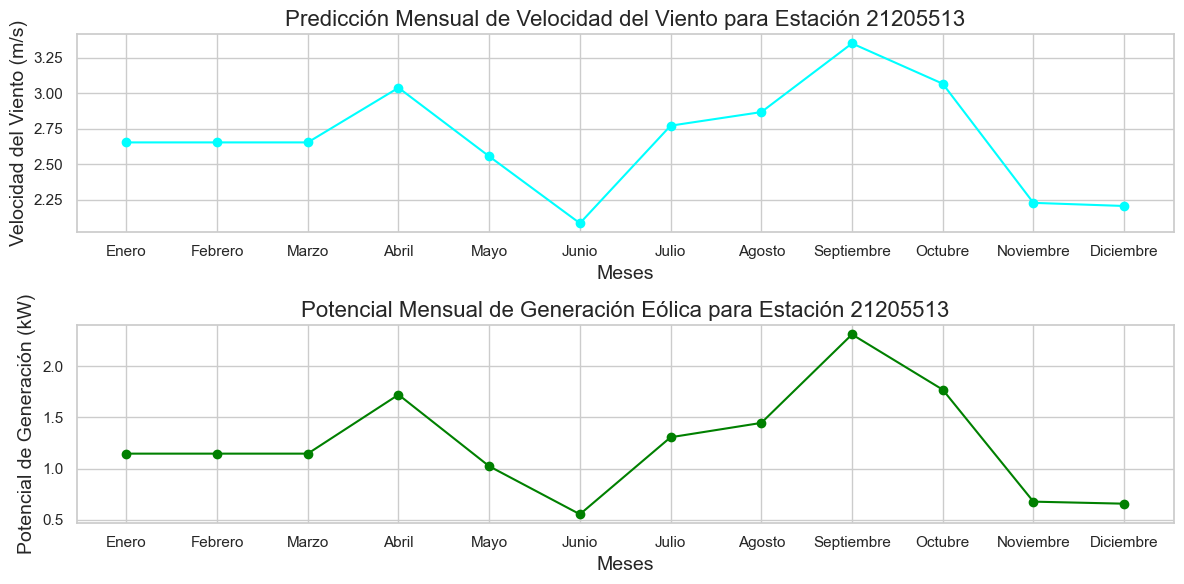 Predicción Mensual de Velocidad del Viento para Estación 21205513
Velocidad del Viento (m/s)
3.25
3.00
2.75
2.50
2.25
Enero Febrero Marzo Abril Mayo Junio Julio Agosto Septiembre Octubre Noviembre Diciembre
Meses
Potencial Mensual de Generación Eólica para Estación 21205513
Potencial de Generación (kW)
2.0
1.5
1.0
0.5
Enero Febrero Marzo Abril Mayo Junio Julio Agosto Septiembre Octubre Noviembre Diciembre
Meses